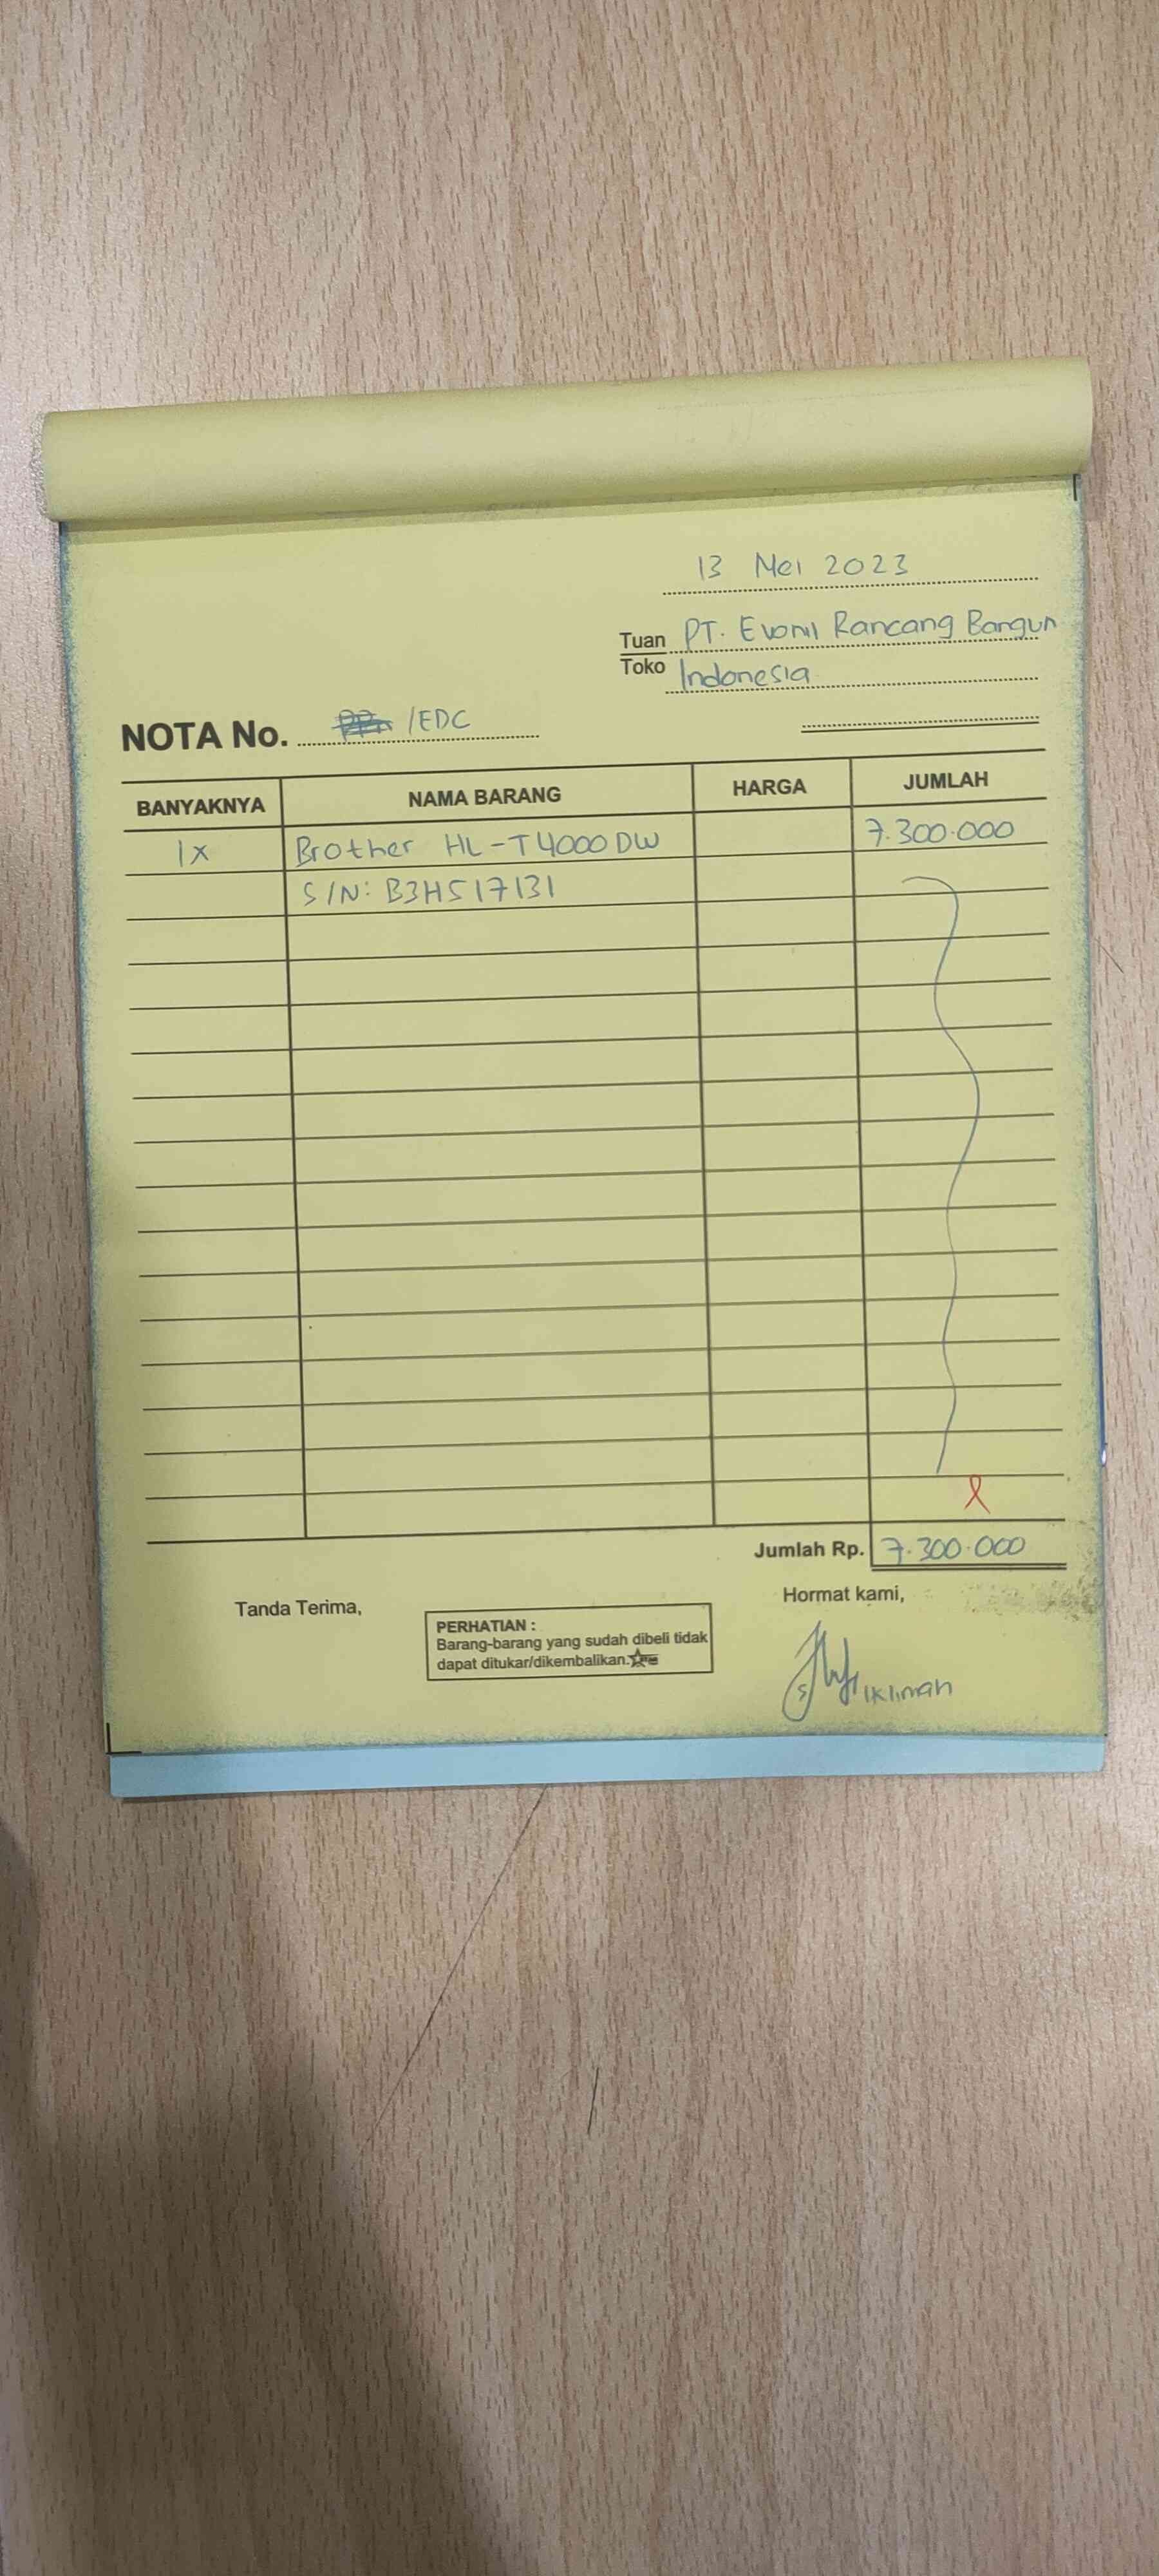 13 Mei 2023
Tuan PT. Evonil Rancang Bangun
Toko Indonesia
NOTA No. /EDC
BANYAKNYA NAMA BARANG HARGA JUMLAH
1x Brother HL-T4000DW 7.300.000
S/N: B3H517131
Jumlah Rp. 7.300.000
Tanda Terima, Hormat kami,
PERHATIAN :
Barang-barang yang sudah dibeli tidak
dapat ditukar/dikembalikan.
Iklimah